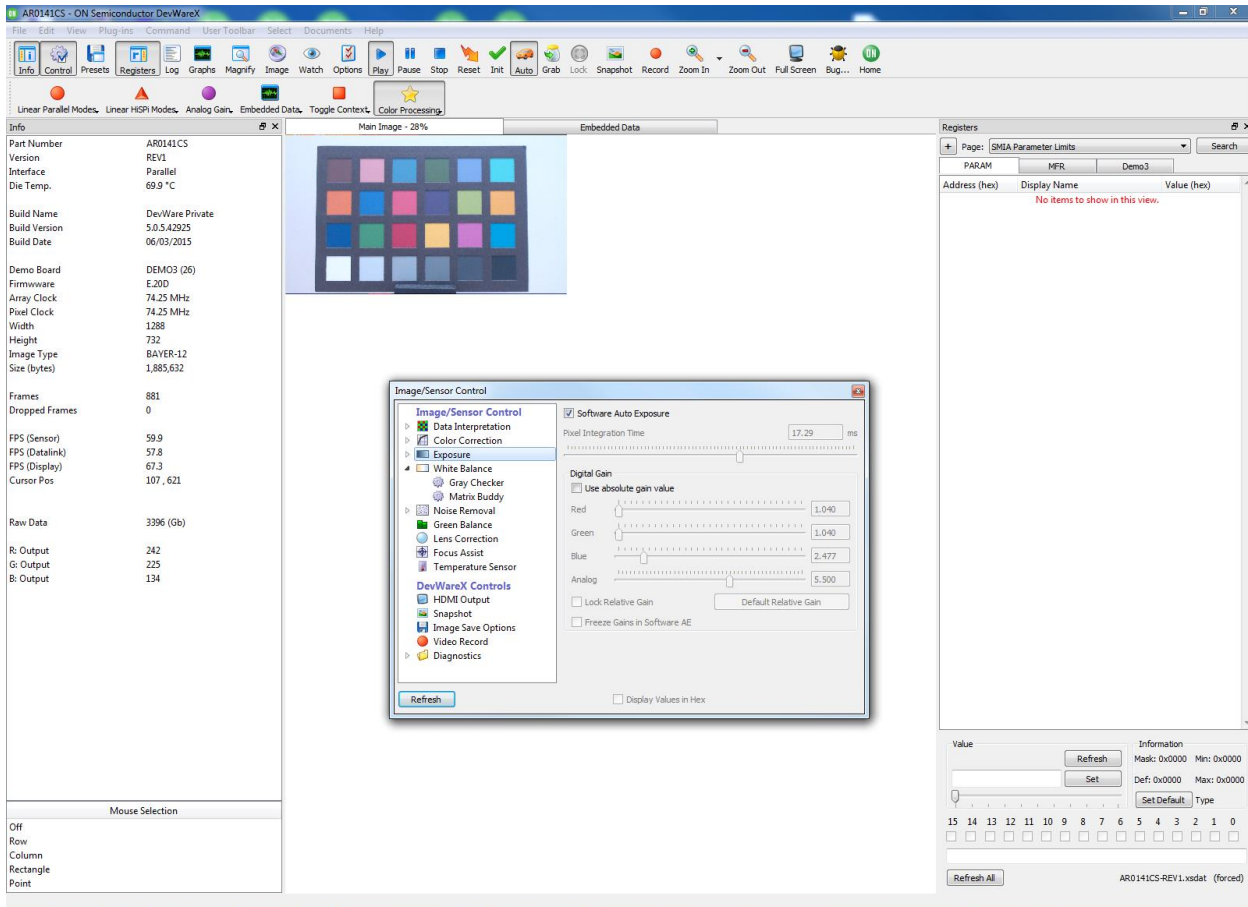 AR0141CS - ON Semiconductor DevWareX
File Edit View Plug-ins Command User Toolbar Select Documents Help
Info Control Presets Registers Log Graphs Magnify Image Watch Options Play Pause Stop Reset Init Auto Grab Lock Snapshot Record Zoom In Zoom Out Full Screen Bug... Home
Linear Parallel Modes Linear HiSPi Modes Analog Gain Embedded Data Toggle Context Color Processing
Info
Part Number AR0141CS
Version REV1
Interface Parallel
Die Temp. 69.9 °C
Build Name DevWare Private
Build Version 5.0.5.42925
Build Date 06/03/2015
Demo Board DEMO3 (26)
Firmwware E.20D
Array Clock 74.25 MHz
Pixel Clock 74.25 MHz
Width 1288
Height 732
Image Type BAYER-12
Size (bytes) 1,885,632
Frames 881
Dropped Frames 0
FPS (Sensor) 59.9
FPS (Datalink) 57.8
FPS (Display) 67.3
Cursor Pos 107 , 621
Raw Data 3396 (Gb)
R: Output 242
G: Output 225
B: Output 134
Mouse Selection
Off
Row
Column
Rectangle
Point
Main Image - 28% Embedded Data
Image/Sensor Control
Image/Sensor Control
Data Interpretation
Color Correction
Exposure
White Balance
Gray Checker
Matrix Buddy
Noise Removal
Green Balance
Lens Correction
Focus Assist
Temperature Sensor
DevWareX Controls
HDMI Output
Snapshot
Image Save Options
Video Record
Diagnostics
Refresh
Software Auto Exposure
Pixel Integration Time 17.29 ms
Digital Gain
Use absolute gain value
Red 1.040
Green 1.040
Blue 2.477
Analog 5.500
Lock Relative Gain Default Relative Gain
Freeze Gains in Software AE
Display Values in Hex
Registers
+ Page: SMIA Parameter Limits Search
PARAM MFR Demo3
Address (hex) Display Name Value (hex)
No items to show in this view.
Value Information
Refresh Mask: 0x0000 Min: 0x0000
Set Def: 0x0000 Max: 0x0000
Set Default Type
15 14 13 12 11 10 9 8 7 6 5 4 3 2 1 0
Refresh All AR0141CS-REV1.xsdat (forced)